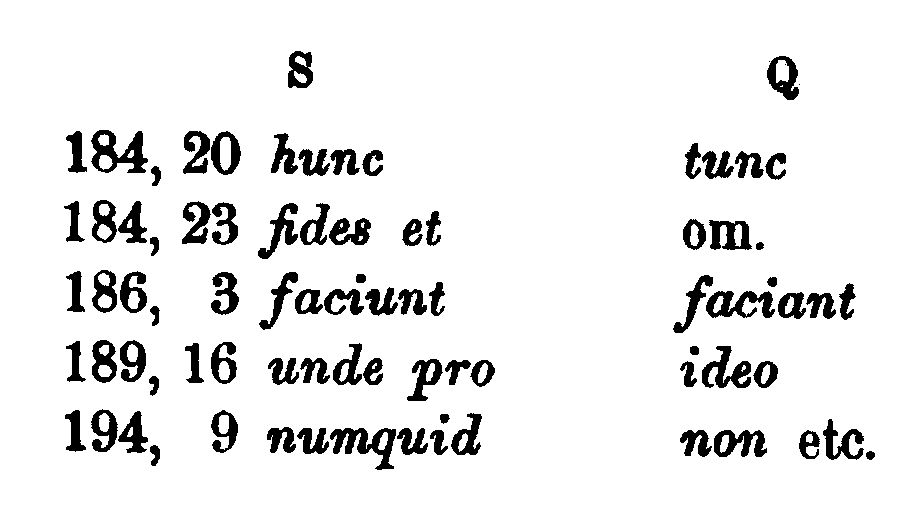 S Q
184, 20 hunc tunc
184, 23 fides et om.
186, 3 faciunt faciant
189, 16 unde pro ideo
194, 9 numquid non etc.